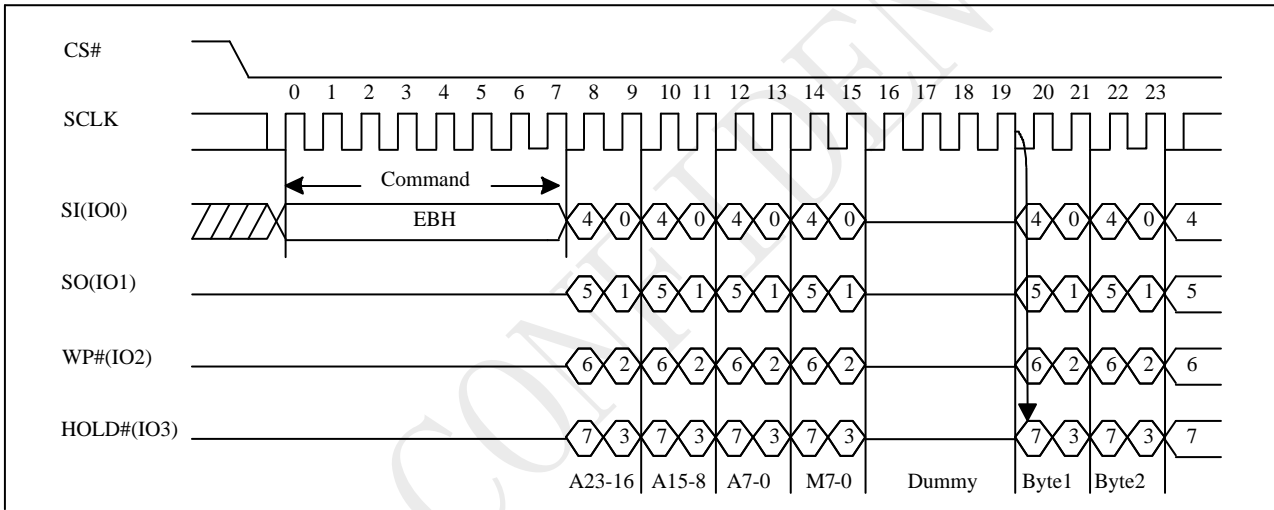 CS#
0 1 2 3 4 5 6 7 8 9 10 11 12 13 14 15 16 17 18 19 20 21 22 23
SCLK
Command
SI(IO0) EBH 4 0 4 0 4 0 4 0 4 0 4 0 4
SO(IO1) 5 1 5 1 5 1 5 1 5 1 5 1 5
WP#(IO2) 6 2 6 2 6 2 6 2 6 2 6 2 6
HOLD#(IO3) 7 3 7 3 7 3 7 3 7 3 7 3 7
A23-16 A15-8 A7-0 M7-0 Dummy Byte1 Byte2
CONFIDEN